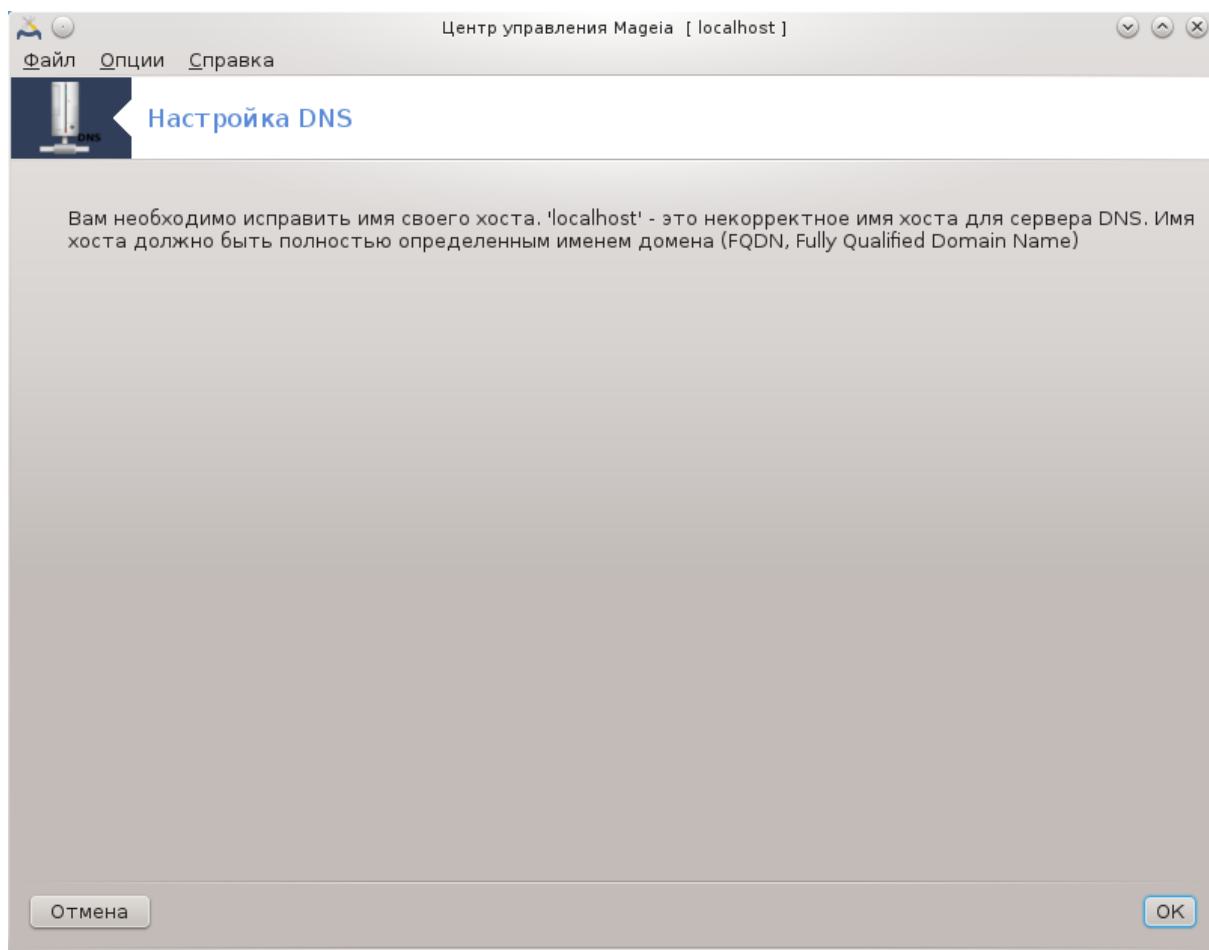 Центр управления Mageia [ localhost ]
Файл Опции Справка
DNS
Настройка DNS
Вам необходимо исправить имя своего хоста. 'localhost' - это некорректное имя хоста для сервера DNS. Имя
хоста должно быть полностью определенным именем домена (FQDN, Fully Qualified Domain Name)
Отмена
OK